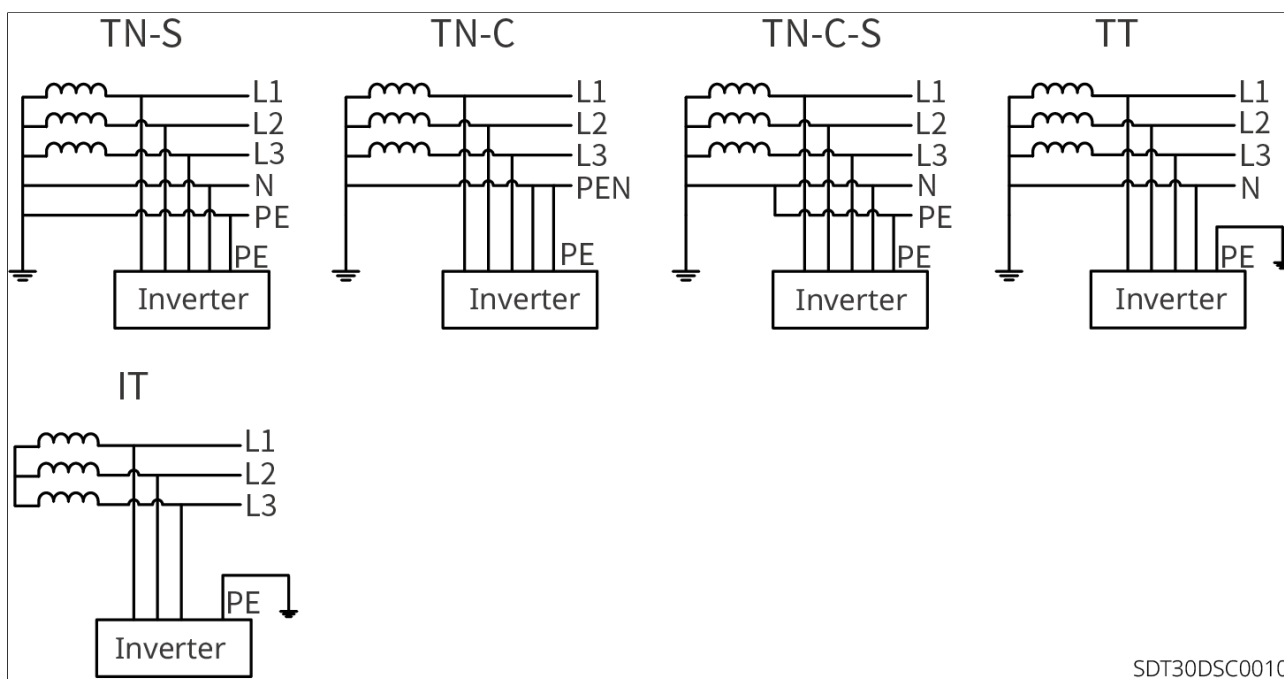 TN-S
TN-C
TN-C-S
TT
L1
L2
L3
N
PE
PE
Inverter
L1
L2
L3
PEN
PE
Inverter
L1
L2
L3
N
PE
PE
Inverter
L1
L2
L3
N
PE
Inverter
IT
L1
L2
L3
PE
Inverter
SDT30DSC0010